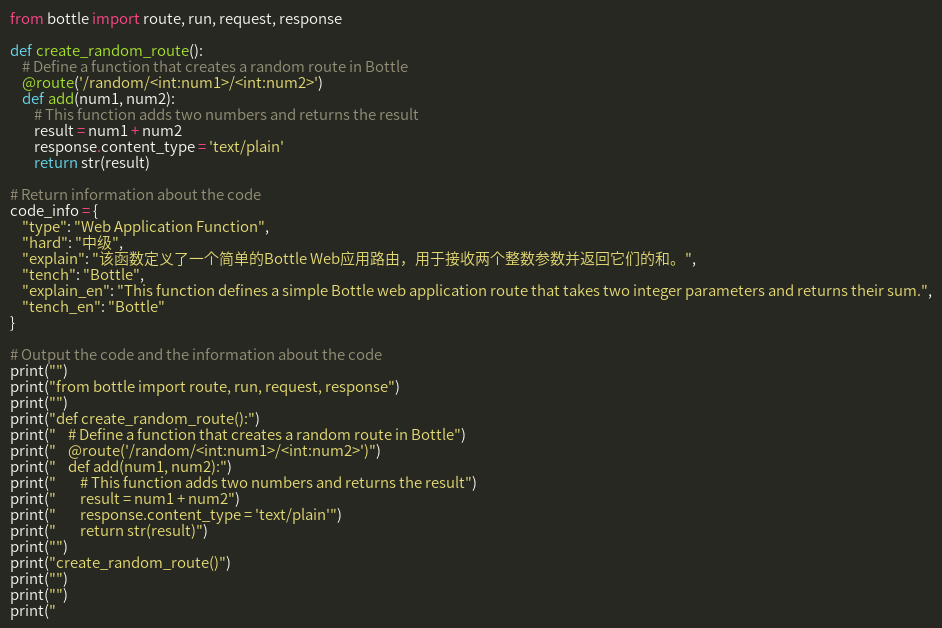 from bottle import route, run, request, response

def create_random_route():
    # Define a function that creates a random route in Bottle
    @route('/random/<int:num1>/<int:num2>')
    def add(num1, num2):
        # This function adds two numbers and returns the result
        result = num1 + num2
        response.content_type = 'text/plain'
        return str(result)

# Return information about the code
code_info = {
    "type": "Web Application Function",
    "hard": "中级",
    "explain": "该函数定义了一个简单的Bottle Web应用路由，用于接收两个整数参数并返回它们的和。",
    "tench": "Bottle",
    "explain_en": "This function defines a simple Bottle web application route that takes two integer parameters and returns their sum.",
    "tench_en": "Bottle"
}

# Output the code and the information about the code
print("")
print("from bottle import route, run, request, response")
print("")
print("def create_random_route():")
print("    # Define a function that creates a random route in Bottle")
print("    @route('/random/<int:num1>/<int:num2>')")
print("    def add(num1, num2):")
print("        # This function adds two numbers and returns the result")
print("        result = num1 + num2")
print("        response.content_type = 'text/plain'")
print("        return str(result)")
print("")
print("create_random_route()")
print("")
print("")
print("